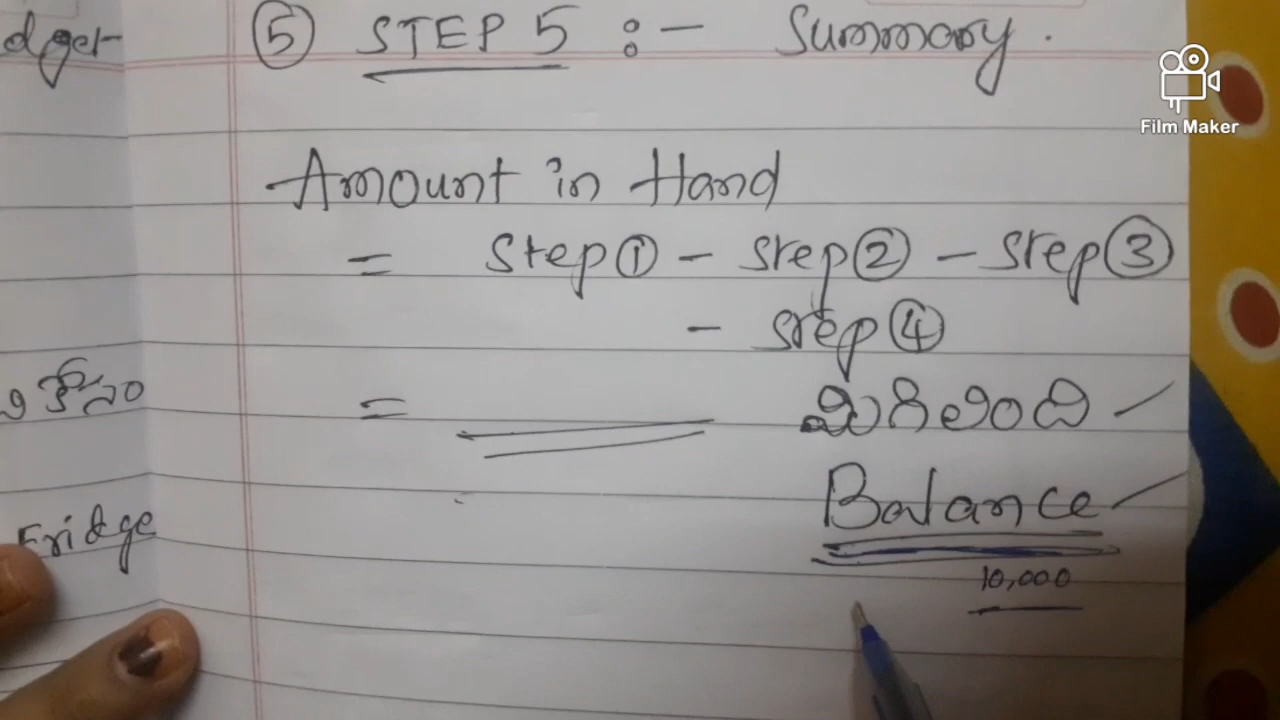 dget
⑤ STEP 5 :- Summary.
Amount in Hand
= Step① - Step② - Step③
- Step④
= మిగిలింది
Balance
10,000
Fridge
Film Maker